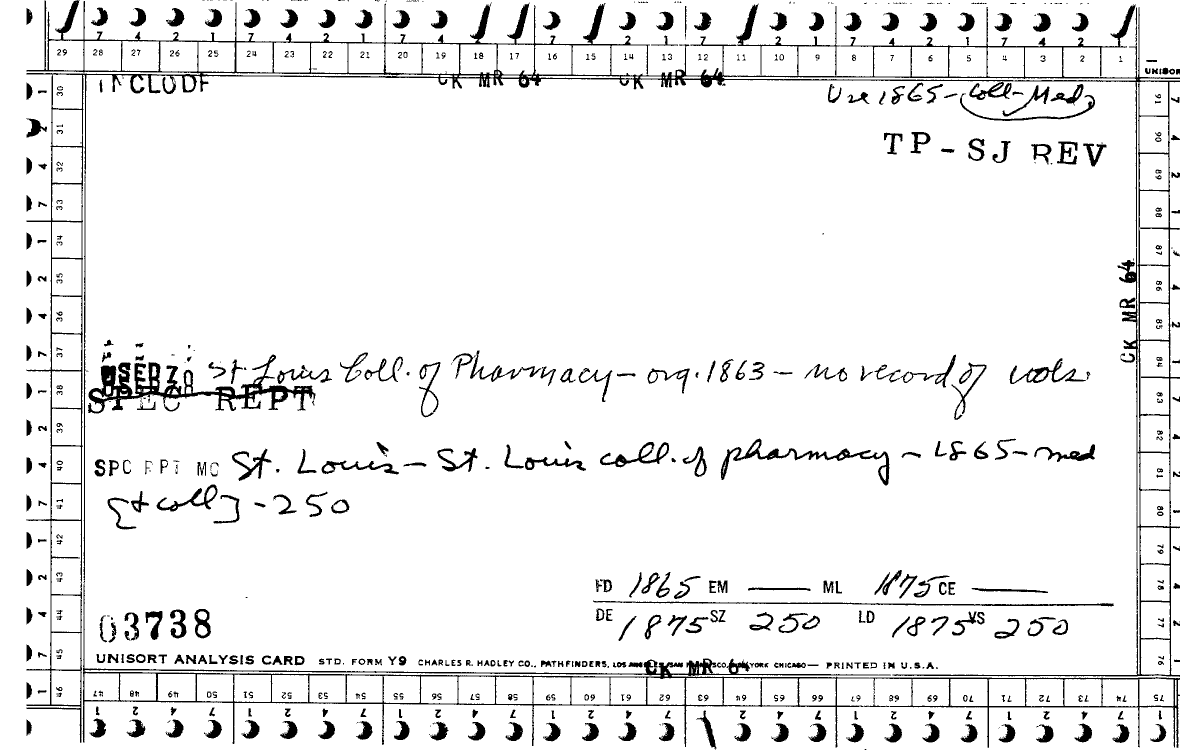 7 4 2 1 7 4 2 1 7 4 2 1 7 4 2 1 7 4 2 1 7 4 2 1
29 28 27 26 25 24 23 22 21 20 19 18 17 16 15 14 13 12 11 10 9 8 7 6 5 4 3 2 1
UNISOR
INCLUDE CK MR 64 CK MR 64
Use 1865-Coll-Med
TP-SJ REV
CK MR 64
USED 70 St. Louis Coll. of Pharmacy - org. 1863 - no record of vols.
SPEC REPT
SPC RPT MC St. Louis - St. Louis coll. of pharmacy - 1865 - med
[+ coll] - 250
FD 1865 EM —— ML 1875 CE ——
DE 1875 SZ 250 LD 1875 VS 250
03738
UNISORT ANALYSIS CARD STD. FORM Y9 CHARLES R. HADLEY CO., PATHFINDERS, LOS ANGELES, SAN FRANCISCO, NEW YORK CHICAGO — PRINTED IN U.S.A.
CK MR 64
30 31 32 33 34 35 36 37 38 39 40 41 42 43 44 45 46
91 90 89 88 87 86 85 84 83 82 81 80 79 78 77 76 75
47 48 49 50 51 52 53 54 55 56 57 58 59 60 61 62 63 64 65 66 67 68 69 70 71 72 73 74